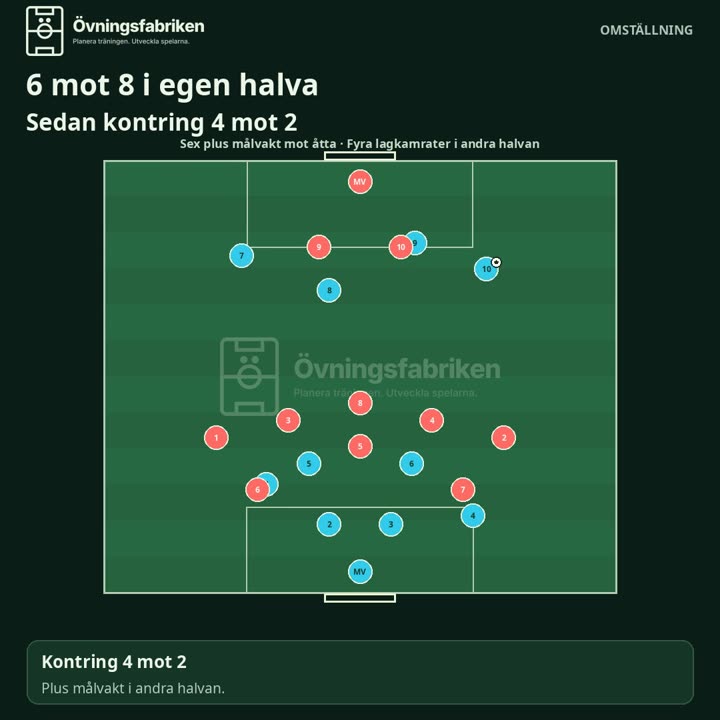 Övningsfabriken
Planera träningen. Utveckla spelarna.
OMSTÄLLNING
6 mot 8 i egen halva
Sedan kontring 4 mot 2
Sex plus målvakt mot åtta · Fyra lagkamrater i andra halvan
MV
9
10
9
7
10
8
Övningsfabriken
Planera träningen. Utveckla spelarna.
8
3
4
1
2
5
5
6
6
7
4
2
3
MV
Kontring 4 mot 2
Plus målvakt i andra halvan.